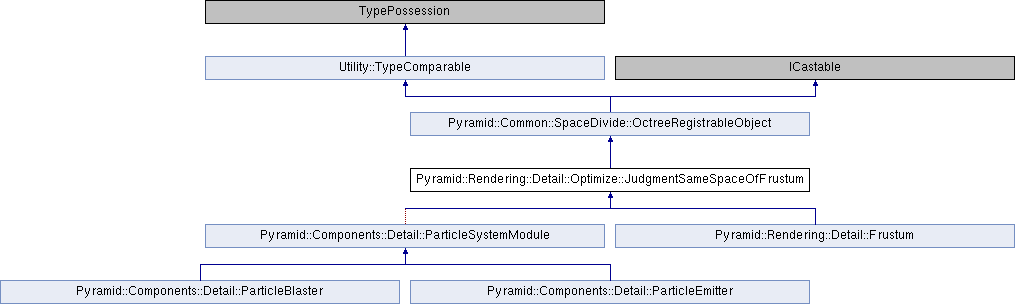 TypePossession
Utility::TypeComparable
ICastable
Pyramid::Common::SpaceDivide::OctreeRegistrableObject
Pyramid::Rendering::Detail::Optimize::JudgmentSameSpaceOfFrustum
Pyramid::Components::Detail::ParticleSystemModule
Pyramid::Rendering::Detail::Frustum
Pyramid::Components::Detail::ParticleBlaster
Pyramid::Components::Detail::ParticleEmitter